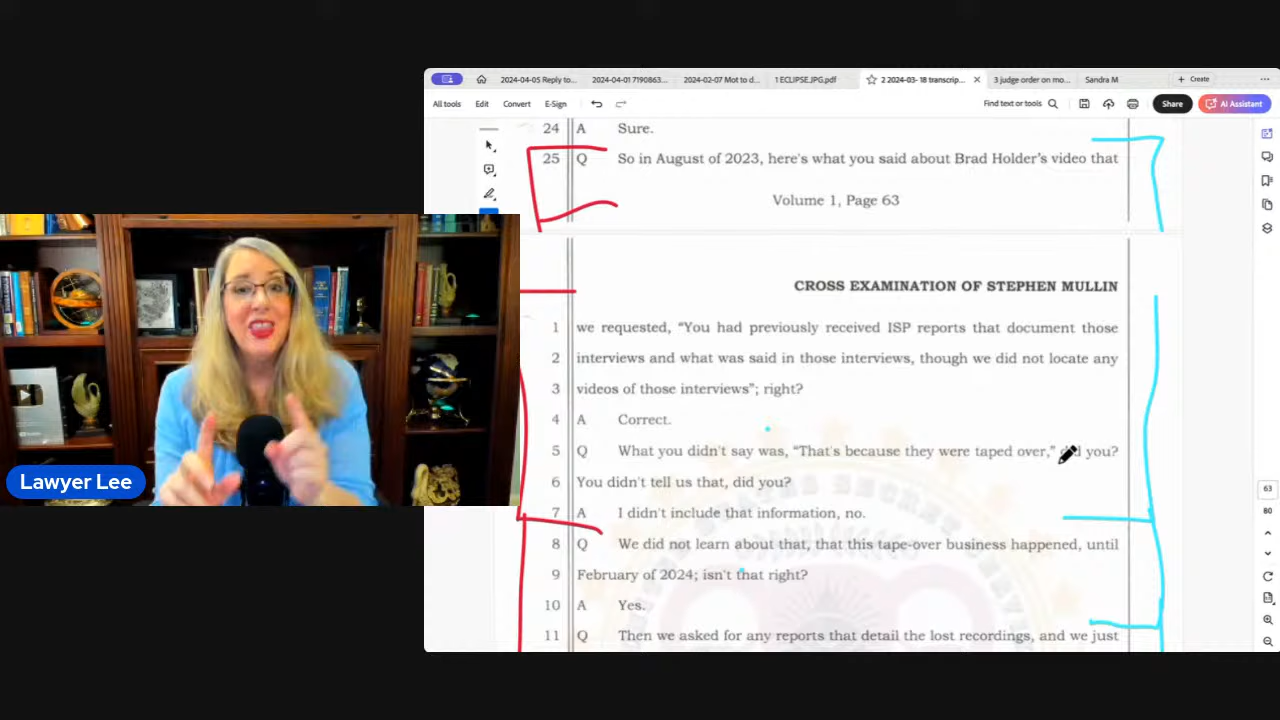 2024-04-05 Reply to... 2024-04-01 7190863... 2024-02-07 Mot to d... 1 ECLIPSE.JPG.pdf 2 2024-03- 18 transcrip... 3 judge order on mo... Sandra M + Create
All tools Edit Convert E-Sign Find text or tools Share AI Assistant
24 A Sure.
25 Q So in August of 2023, here's what you said about Brad Holder's video that
Volume 1, Page 63
CROSS EXAMINATION OF STEPHEN MULLIN
1 we requested, “You had previously received ISP reports that document those
2 interviews and what was said in those interviews, though we did not locate any
3 videos of those interviews”; right?
4 A Correct.
5 Q What you didn't say was, “That's because they were taped over,” you?
6 You didn't tell us that, did you?
7 A I didn't include that information, no.
8 Q We did not learn about that, that this tape-over business happened, until
9 February of 2024; isn't that right?
10 A Yes.
11 Q Then we asked for any reports that detail the lost recordings, and we just
63
80
Lawyer Lee